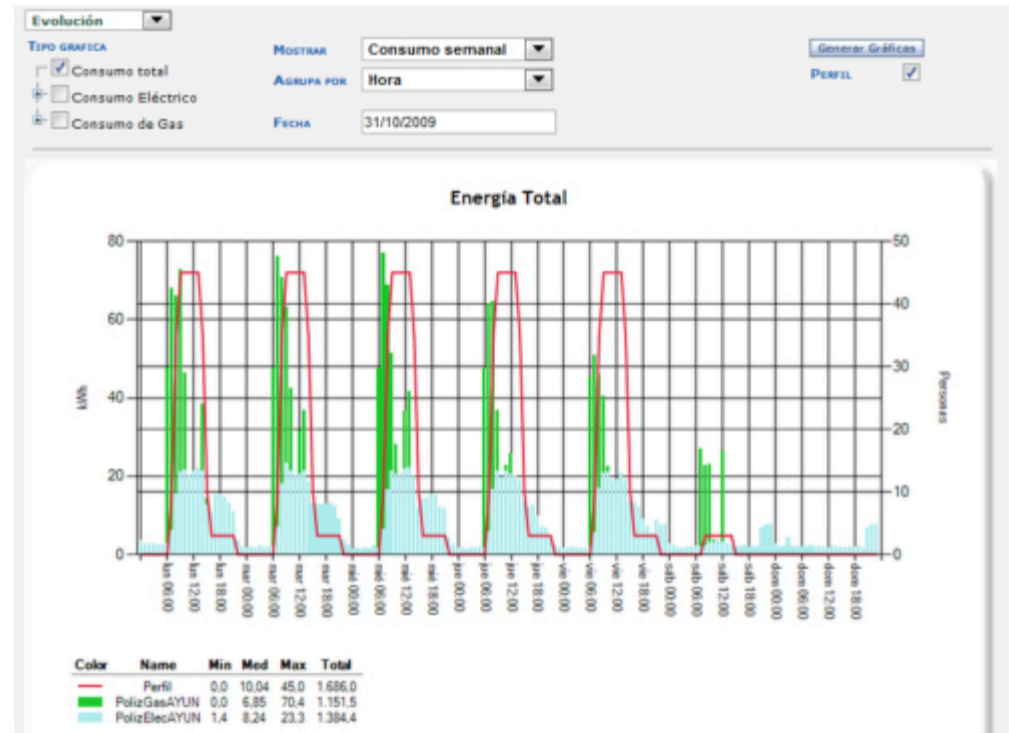 Evolución
TIPO GRAFICA
Consumo total
Consumo Eléctrico
Consumo de Gas
MOSTRAR Consumo semanal
AGRUPA POR Hora
FECHA 31/10/2009
Generar Gráficas
PERFIL
Energía Total
80 50
40
60
30
40
20
20
10
0 0
kWh
Personas
lun 06:00
lun 12:00
lun 18:00
mar 00:00
mar 06:00
mar 12:00
mar 18:00
mié 00:00
mié 06:00
mié 12:00
mié 18:00
jue 00:00
jue 06:00
jue 12:00
jue 18:00
vie 00:00
vie 06:00
vie 12:00
vie 18:00
sáb 00:00
sáb 06:00
sáb 12:00
sáb 18:00
dom 00:00
dom 06:00
dom 12:00
dom 18:00
Color Name Min Med Max Total
Perfil 0,0 10,04 45,0 1.686,0
PolizGasAYUN 0,0 6,85 70,4 1.151,5
PolizElecAYUN 1,4 8,24 23,3 1.384,4